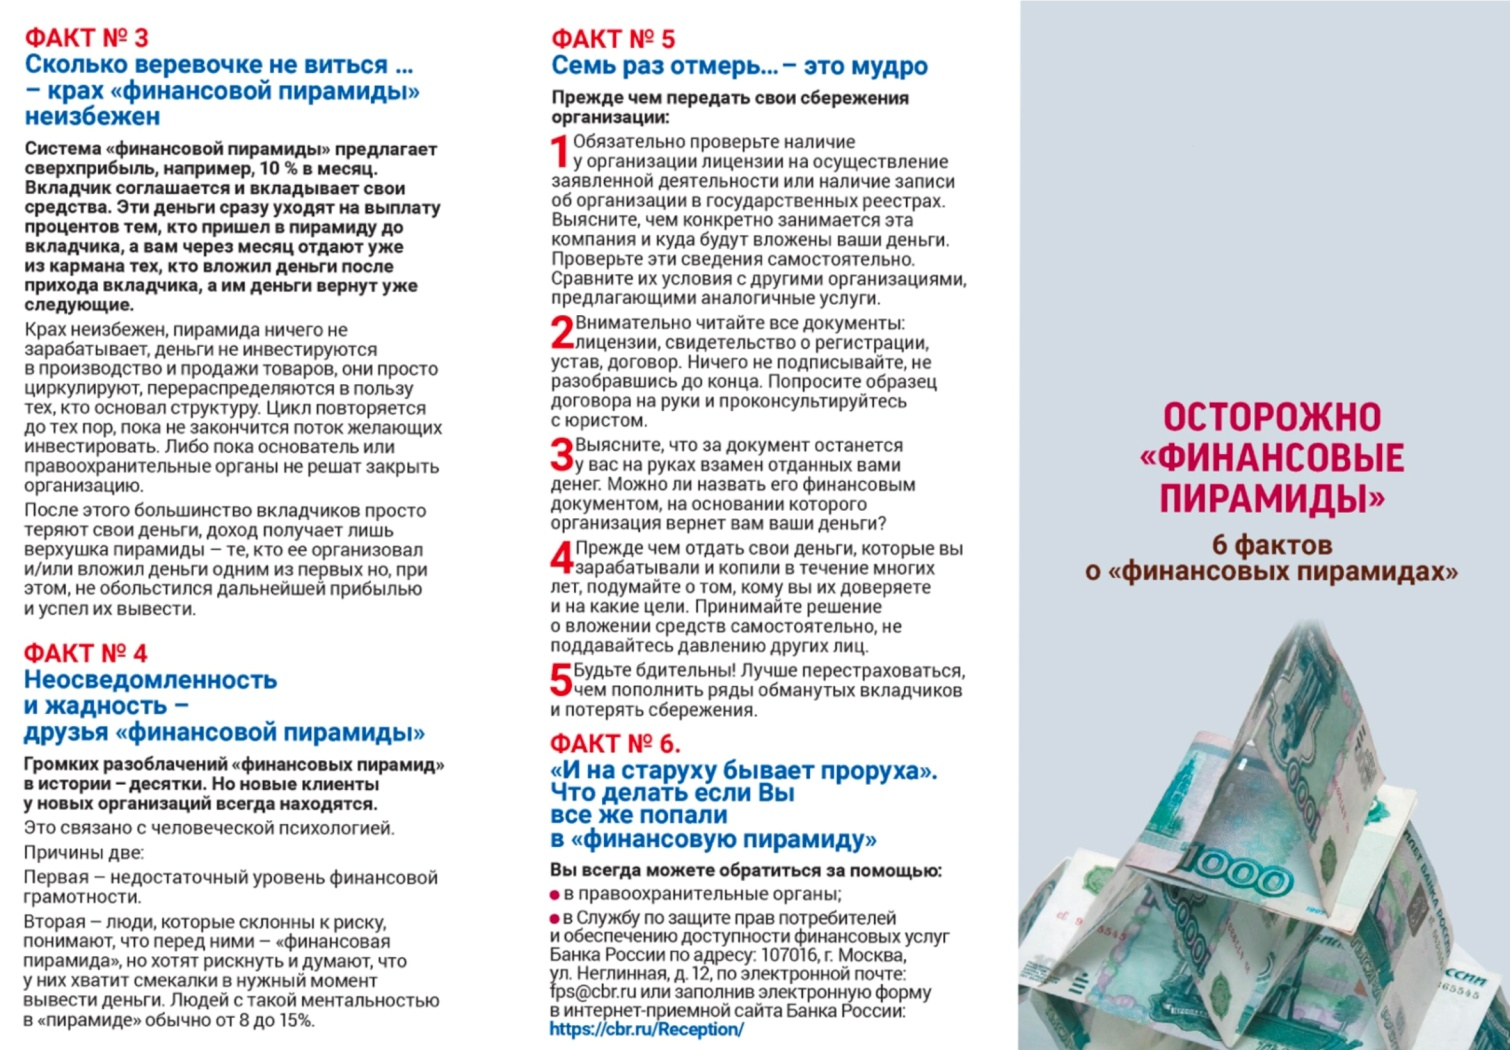 ФАКТ № 3
Сколько веревочке не виться ...
– крах «финансовой пирамиды»
неизбежен
Система «финансовой пирамиды» предлагает
сверхприбыль, например, 10 % в месяц.
Вкладчик соглашается и вкладывает свои
средства. Эти деньги сразу уходят на выплату
процентов тем, кто пришел в пирамиду до
вкладчика, а вам через месяц отдают уже
из кармана тех, кто вложил деньги после
прихода вкладчика, а им деньги вернут уже
следующие.
Крах неизбежен, пирамида ничего не
зарабатывает, деньги не инвестируются
в производство и продажи товаров, они просто
циркулируют, перераспределяются в пользу
тех, кто основал структуру. Цикл повторяется
до тех пор, пока не закончится поток желающих
инвестировать. Либо пока основатель или
правоохранительные органы не решат закрыть
организацию.
После этого большинство вкладчиков просто
теряют свои деньги, доход получает лишь
верхушка пирамиды – те, кто ее организовал
и/или вложил деньги одним из первых но, при
этом, не обольстился дальнейшей прибылью
и успел их вывести.
ФАКТ № 4
Неосведомленность
и жадность –
друзья «финансовой пирамиды»
Громких разоблачений «финансовых пирамид»
в истории – десятки. Но новые клиенты
у новых организаций всегда находятся.
Это связано с человеческой психологией.
Причины две:
Первая – недостаточный уровень финансовой
грамотности.
Вторая – люди, которые склонны к риску,
понимают, что перед ними – «финансовая
пирамида», но хотят рискнуть и думают, что
у них хватит смекалки в нужный момент
вывести деньги. Людей с такой ментальностью
в «пирамиде» обычно от 8 до 15%.
ФАКТ № 5
Семь раз отмерь... – это мудро
Прежде чем передать свои сбережения
организации:
1 Обязательно проверьте наличие
у организации лицензии на осуществление
заявленной деятельности или наличие записи
об организации в государственных реестрах.
Выясните, чем конкретно занимается эта
компания и куда будут вложены ваши деньги.
Проверьте эти сведения самостоятельно.
Сравните их условия с другими организациями,
предлагающими аналогичные услуги.
2 Внимательно читайте все документы:
лицензии, свидетельство о регистрации,
устав, договор. Ничего не подписывайте, не
разобравшись до конца. Попросите образец
договора на руки и проконсультируйтесь
с юристом.
3 Выясните, что за документ останется
у вас на руках взамен отданных вами
денег. Можно ли назвать его финансовым
документом, на основании которого
организация вернет вам ваши деньги?
4 Прежде чем отдать свои деньги, которые вы
зарабатывали и копили в течение многих
лет, подумайте о том, кому вы их доверяете
и на какие цели. Принимайте решение
о вложении средств самостоятельно, не
поддавайтесь давлению других лиц.
5 Будьте бдительны! Лучше перестраховаться,
чем пополнить ряды обманутых вкладчиков
и потерять сбережения.
ФАКТ № 6.
«И на старуху бывает проруха».
Что делать если Вы
все же попали
в «финансовую пирамиду»
Вы всегда можете обратиться за помощью:
• в правоохранительные органы;
• в Службу по защите прав потребителей
и обеспечению доступности финансовых услуг
Банка России по адресу: 107016, г. Москва,
ул. Неглинная, д. 12, по электронной почте:
fps@cbr.ru или заполнив электронную форму
в интернет-приемной сайта Банка России:
https://cbr.ru/Reception/
ОСТОРОЖНО
«ФИНАНСОВЫЕ
ПИРАМИДЫ»
6 фактов
о «финансовых пирамидах»
1000
1997